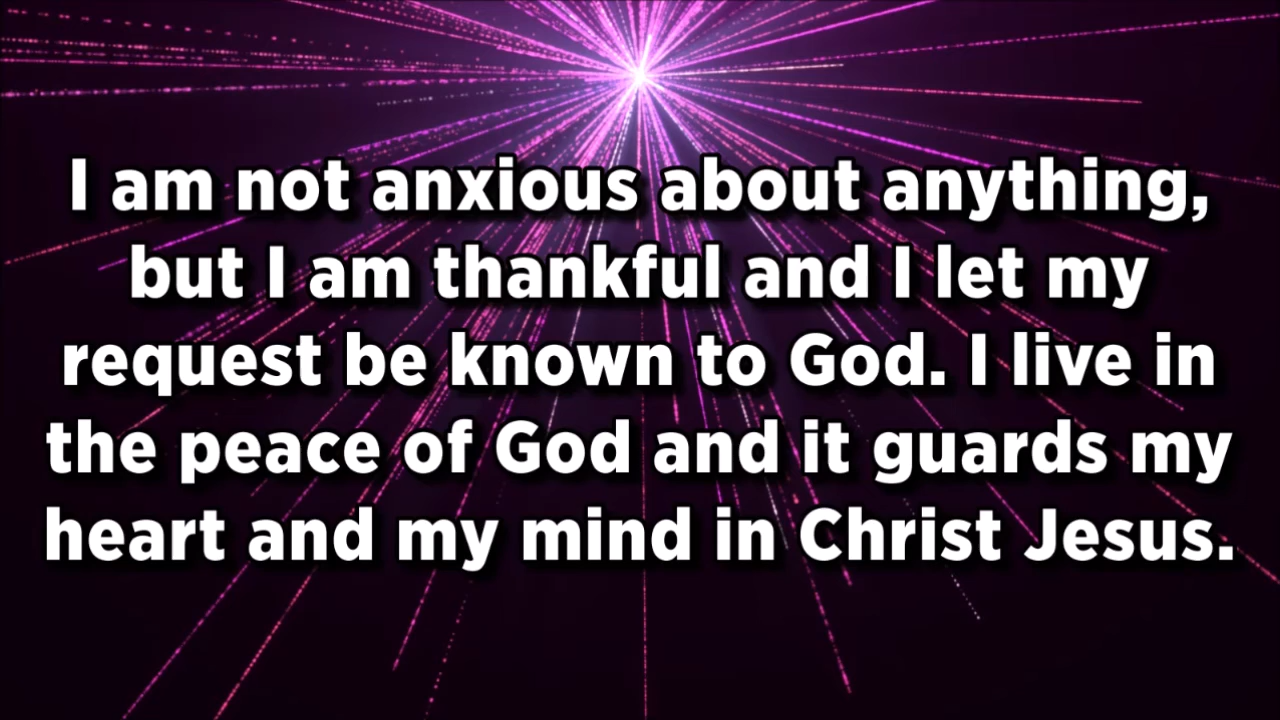 I am not anxious about anything,
but I am thankful and I let my
request be known to God. I live in
the peace of God and it guards my
heart and my mind in Christ Jesus.